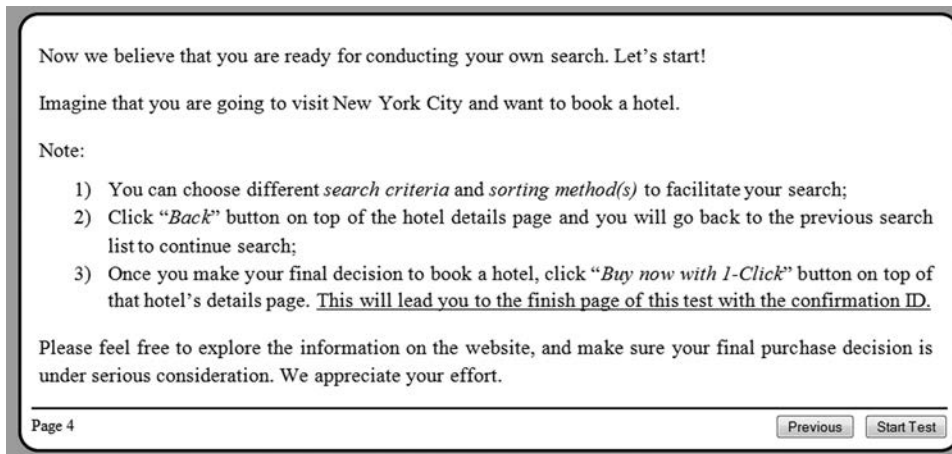 Now we believe that you are ready for conducting your own search. Let's start!
Imagine that you are going to visit New York City and want to book a hotel.
Note:
1) You can choose different search criteria and sorting method(s) to facilitate your search;
2) Click “Back” button on top of the hotel details page and you will go back to the previous search
list to continue search;
3) Once you make your final decision to book a hotel, click “Buy now with 1-Click” button on top of
that hotel's details page. This will lead you to the finish page of this test with the confirmation ID.
Please feel free to explore the information on the website, and make sure your final purchase decision is
under serious consideration. We appreciate your effort.
Page 4 Previous Start Test